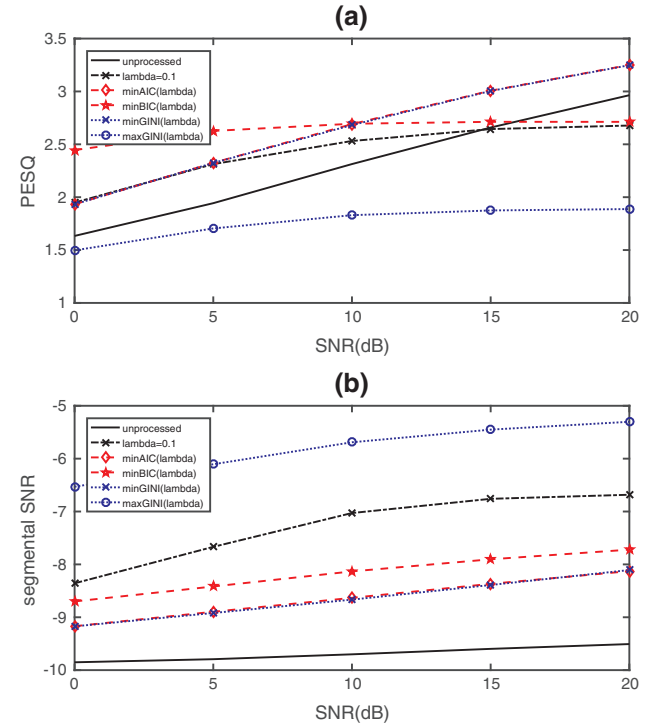 (a)
3.5
3
2.5
2
1.5
1
PESQ
unprocessed
lambda=0.1
minAIC(lambda)
minBIC(lambda)
minGINI(lambda)
maxGINI(lambda)
0 5 10 15 20
SNR(dB)
(b)
-5
-6
-7
-8
-9
-10
segmental SNR
unprocessed
lambda=0.1
minAIC(lambda)
minBIC(lambda)
minGINI(lambda)
maxGINI(lambda)
0 5 10 15 20
SNR(dB)